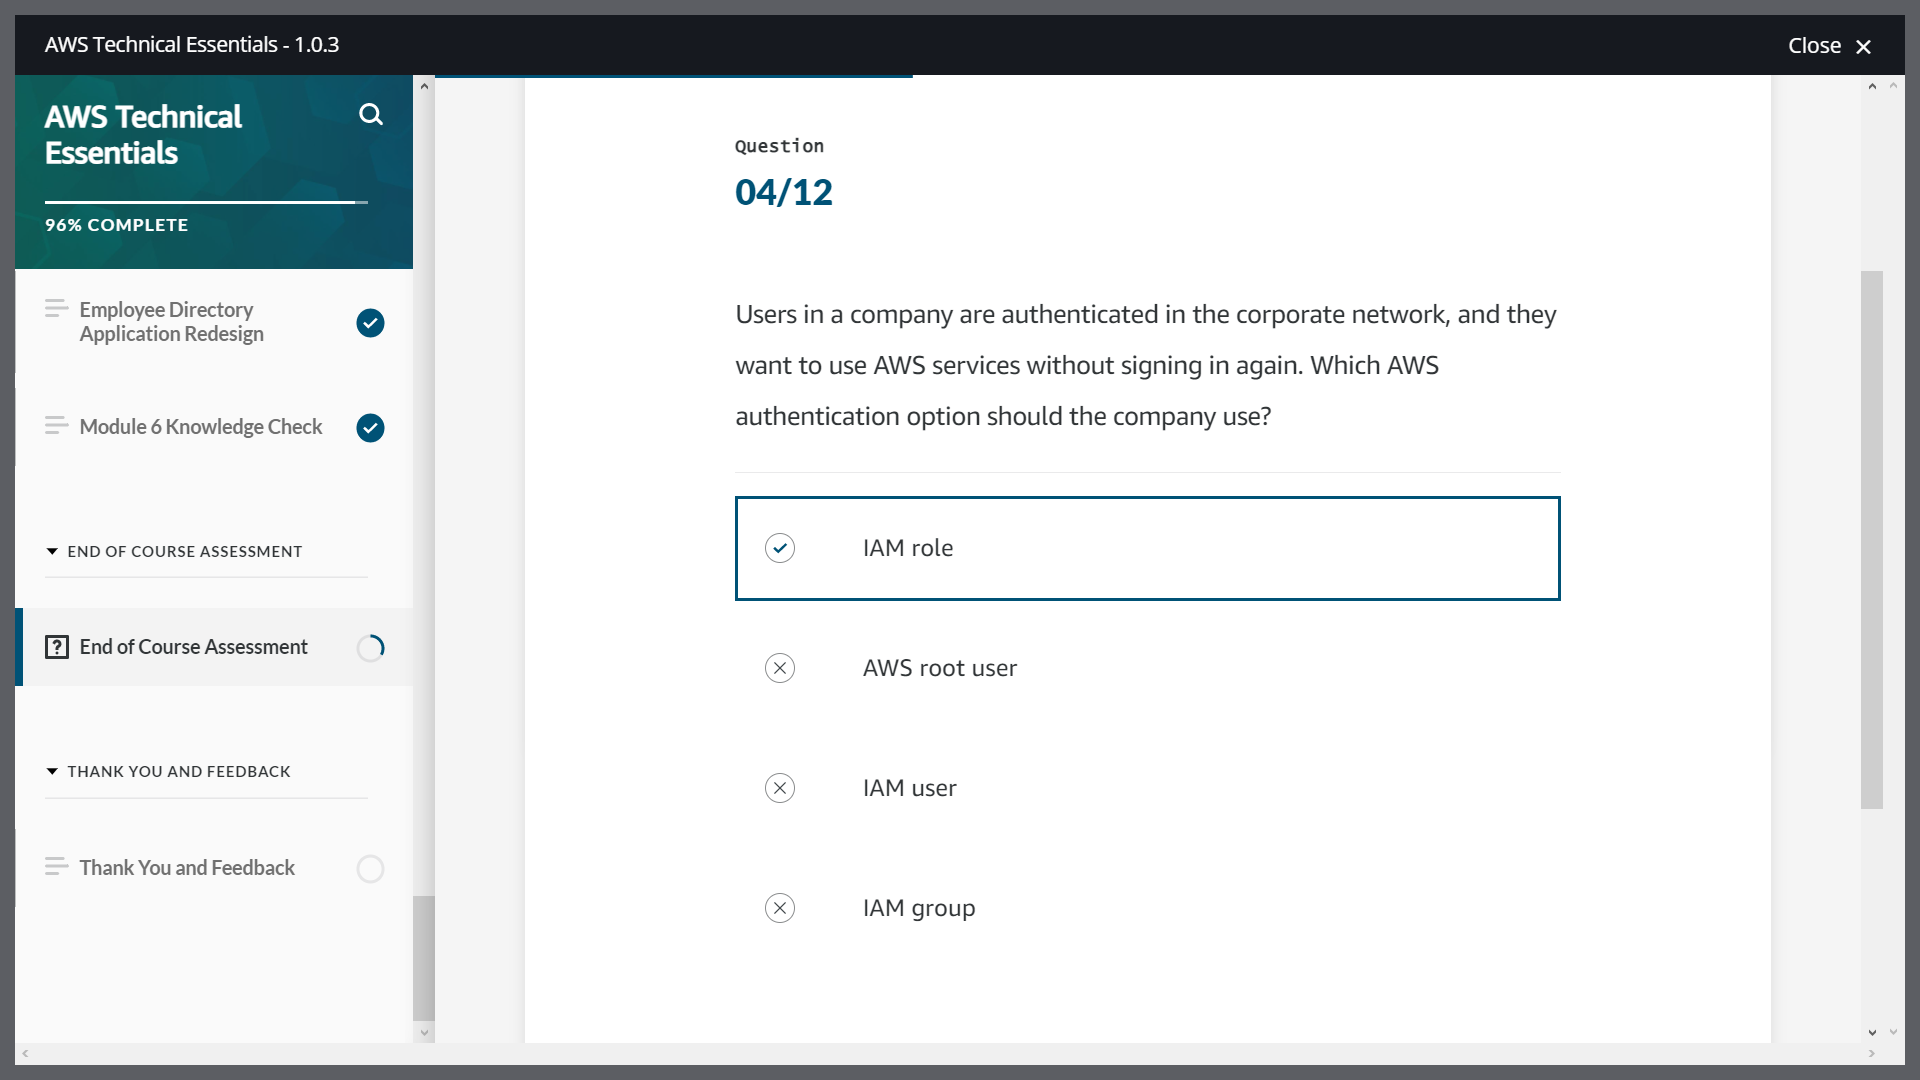 AWS Technical Essentials - 1.0.3
Close
AWS Technical
Essentials
96% COMPLETE
Employee Directory
Application Redesign
Module 6 Knowledge Check
END OF COURSE ASSESSMENT
End of Course Assessment
THANK YOU AND FEEDBACK
Thank You and Feedback
Question
04/12
Users in a company are authenticated in the corporate network, and they
want to use AWS services without signing in again. Which AWS
authentication option should the company use?
IAM role
AWS root user
IAM user
IAM group